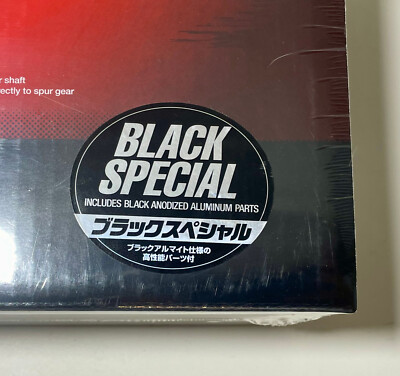 shaft
to spur gear
BLACK
SPECIAL
INCLUDES BLACK ANODIZED ALUMINUM PARTS
ブラックスペシャル
ブラックアルマイト仕様の
高性能パーツ付